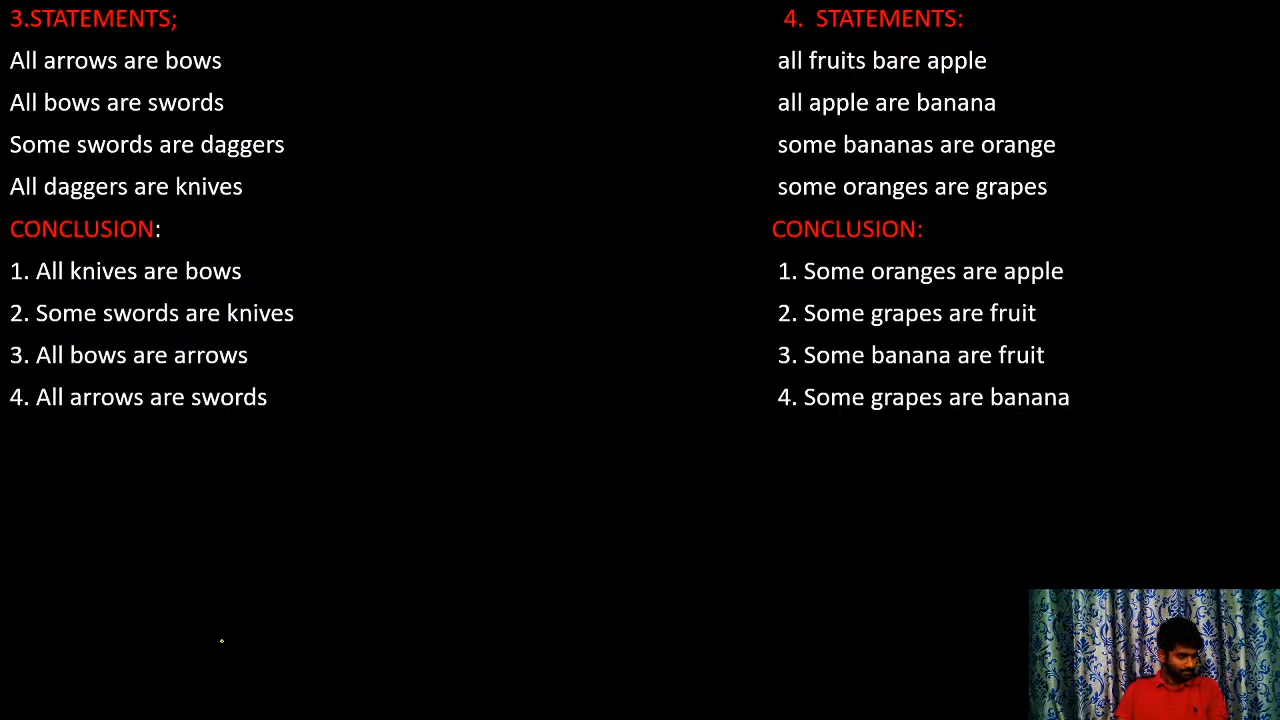 3.STATEMENTS;
All arrows are bows
All bows are swords
Some swords are daggers
All daggers are knives
CONCLUSION:
1. All knives are bows
2. Some swords are knives
3. All bows are arrows
4. All arrows are swords
4. STATEMENTS:
all fruits bare apple
all apple are banana
some bananas are orange
some oranges are grapes
CONCLUSION:
1. Some oranges are apple
2. Some grapes are fruit
3. Some banana are fruit
4. Some grapes are banana